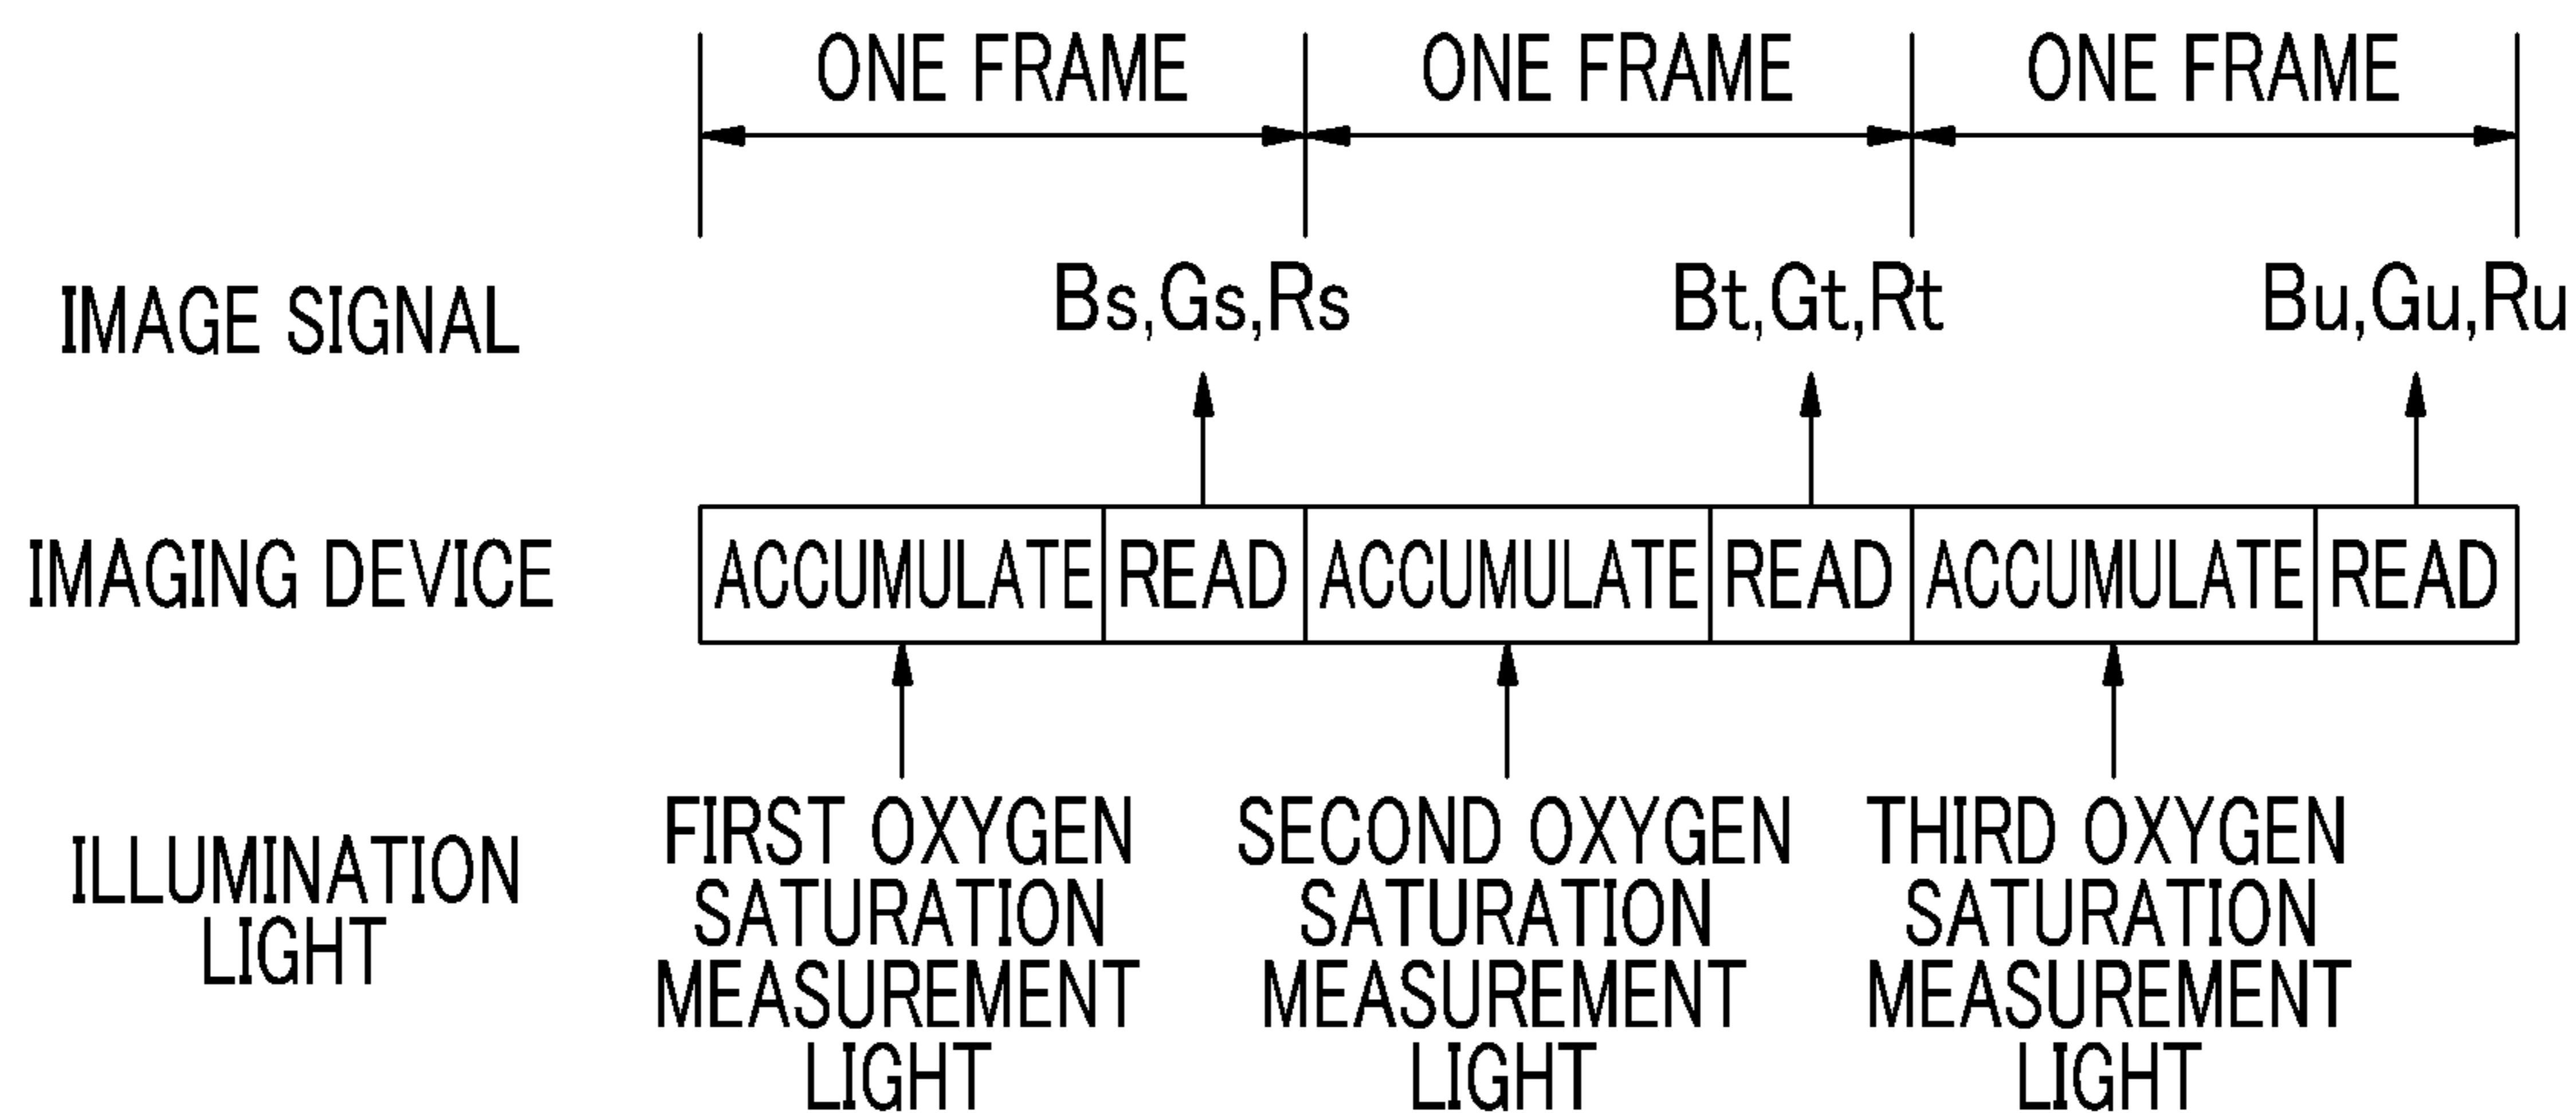 ONE FRAME ONE FRAME ONE FRAME
IMAGE SIGNAL Bs,Gs,Rs Bt,Gt,Rt Bu,Gu,Ru
IMAGING DEVICE ACCUMULATE READ ACCUMULATE READ ACCUMULATE READ
ILLUMINATION
LIGHT
FIRST OXYGEN
SATURATION
MEASUREMENT
LIGHT
SECOND OXYGEN
SATURATION
MEASUREMENT
LIGHT
THIRD OXYGEN
SATURATION
MEASUREMENT
LIGHT